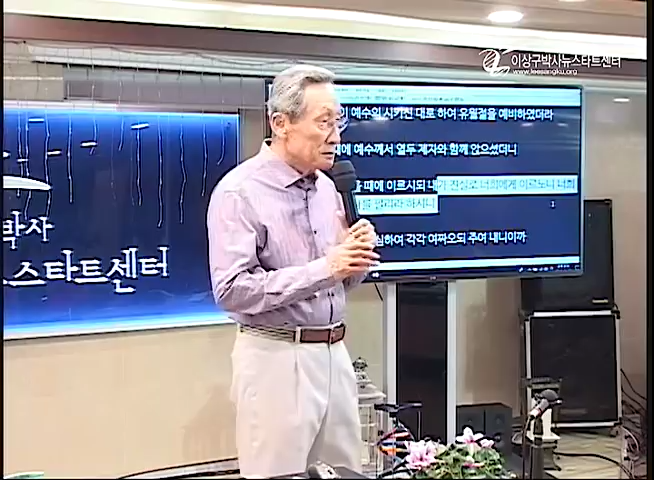 이상구박사뉴스타트센터
www.leesangku.org
예수의 시키신 대로 하여 유월절을 예비하였더라
때에 예수께서 열두 제자와 함께 앉으셨더니
때에 이르시되 내가 진실로 너희에게 이르노니 너희
를 팔리라 하시니
하여 각각 여짜오되 주여 내니이까
박사
스타트센터